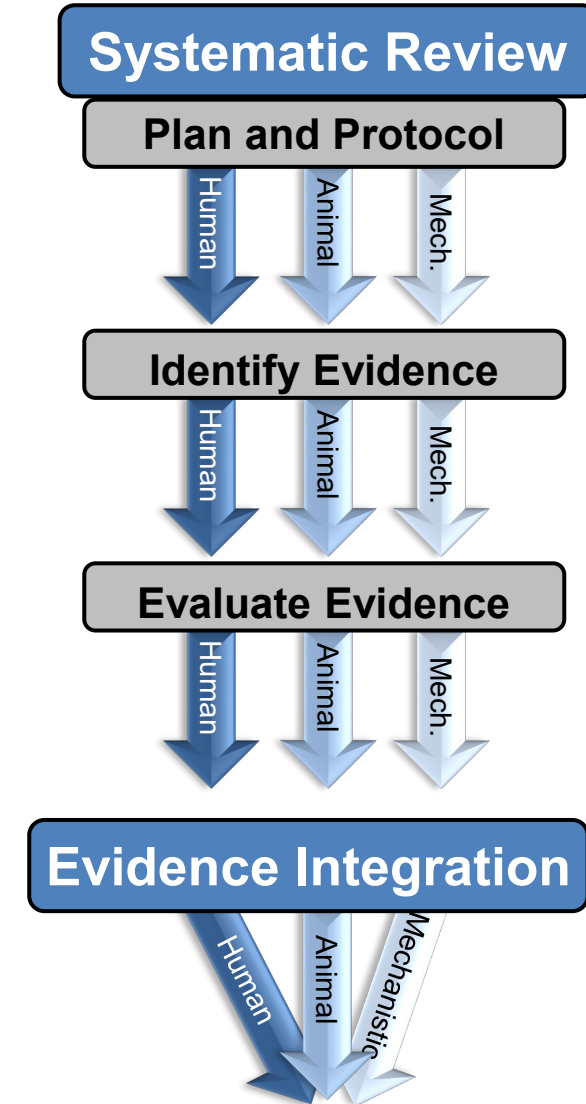 Systematic Review
Plan and Protocol
Human
Animal
Mech.
Identify Evidence
Human
Animal
Mech.
Evaluate Evidence
Human
Animal
Mech.
Evidence Integration
Human
Animal
Mechanistic